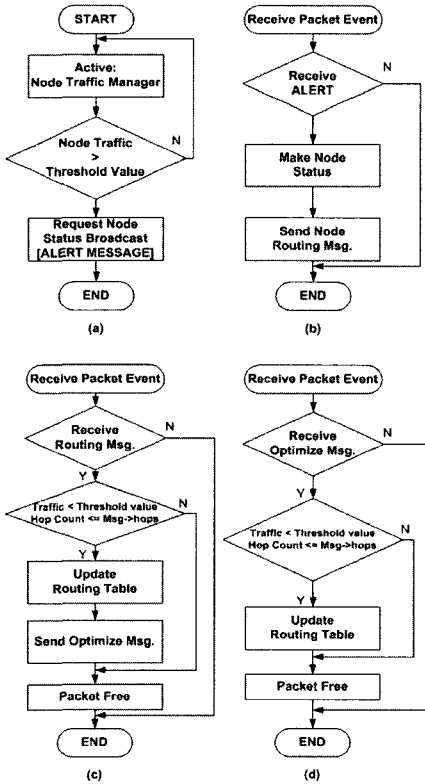 START
Active:
Node Traffic Manager
Node Traffic
>
Threshold Value
N
Request Node
Status Broadcast
[ALERT MESSAGE]
END
(a)
Receive Packet Event
Receive
ALERT
N
Make Node
Status
Send Node
Routing Msg.
END
(b)
Receive Packet Event
Receive
Routing Msg.
N
Y
Traffic < Threshold value
Hop Count <= Msg->hops
N
Y
Update
Routing Table
Send Optimize Msg.
Packet Free
END
(c)
Receive Packet Event
Receive
Optimize Msg.
N
Y
Traffic < Threshold value
Hop Count <= Msg->hops
N
Y
Update
Routing Table
Packet Free
END
(d)